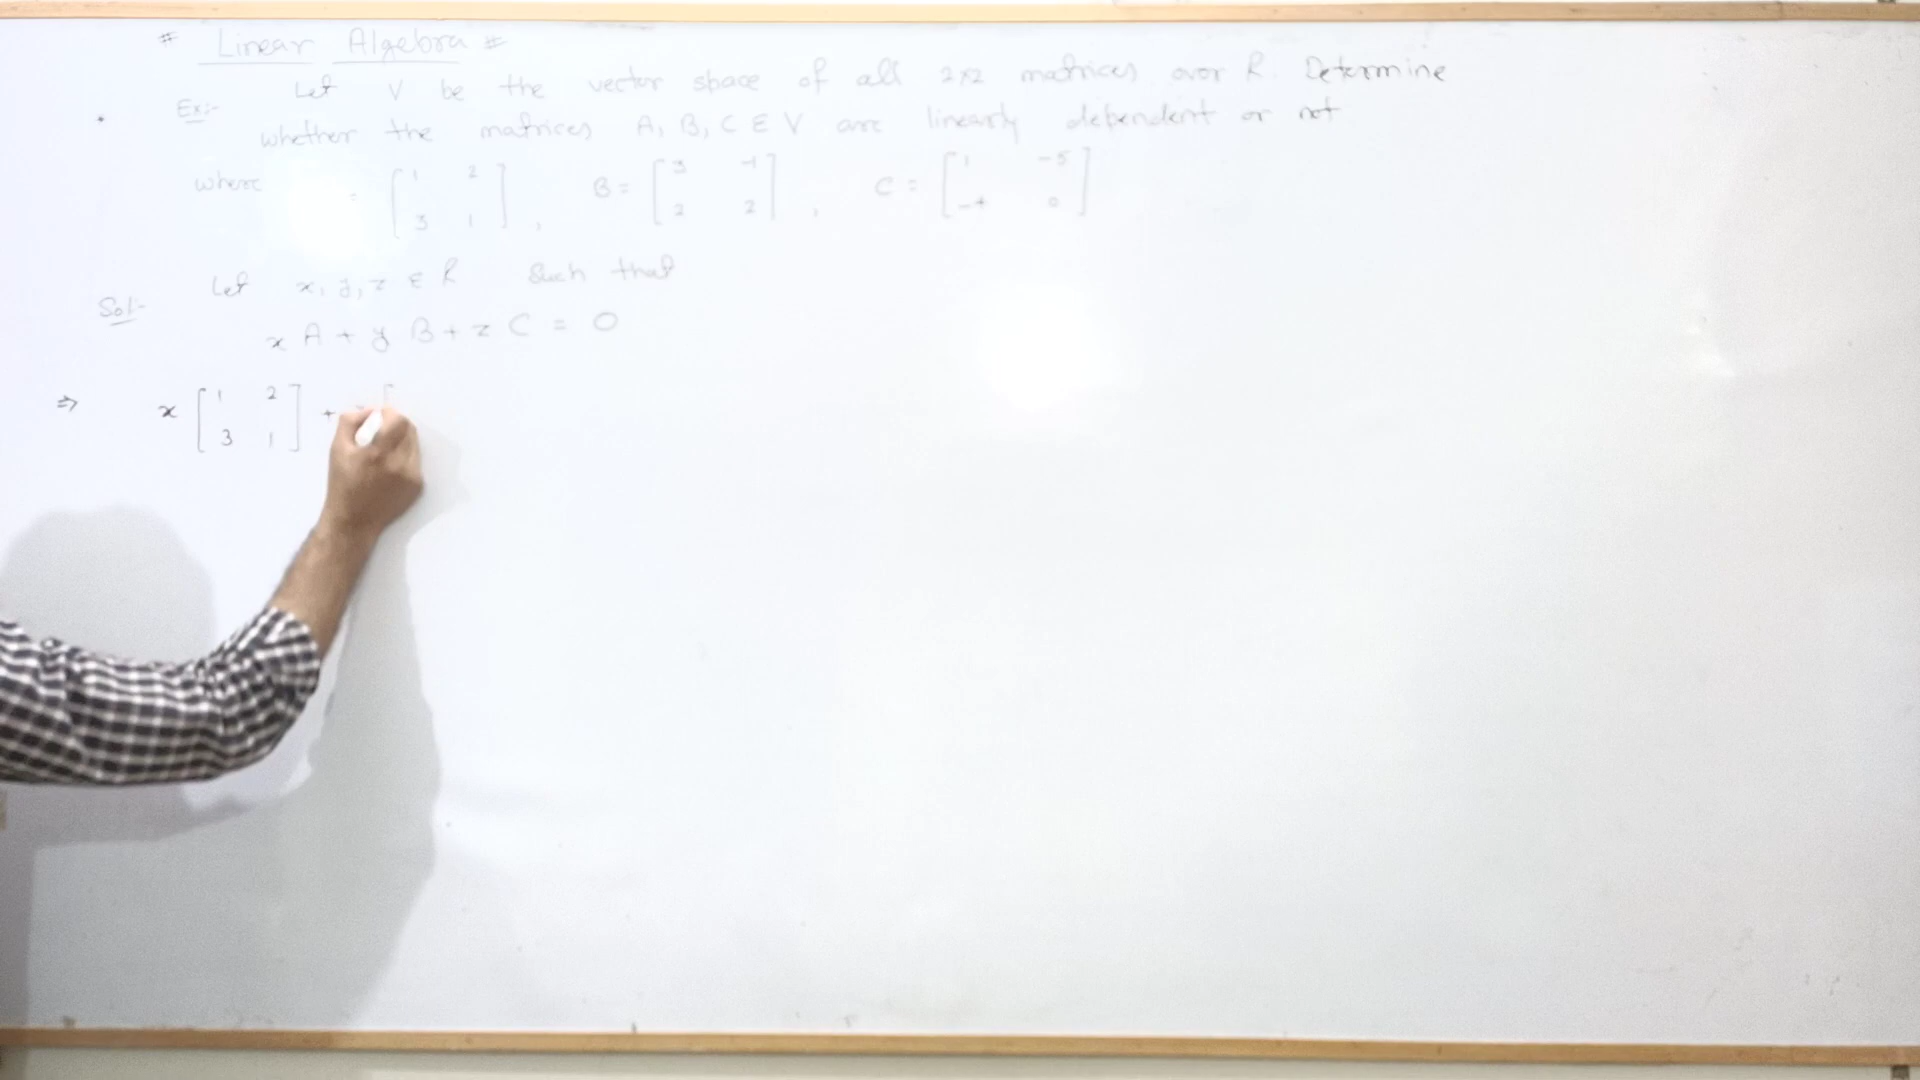 # Linear Algebra #
Ex:- Let V be the vector space of all 2x2 matrices over R. Determine
whether the matrices A, B, C ∈ V are linearly dependent or not
where = [1 2; 3 1], B = [3 -1; 2 2], C = [1 -5; -4 0]
Sol:- Let x, y, z ∈ R such that
x A + y B + z C = 0
⇒ x [1 2; 3 1] +